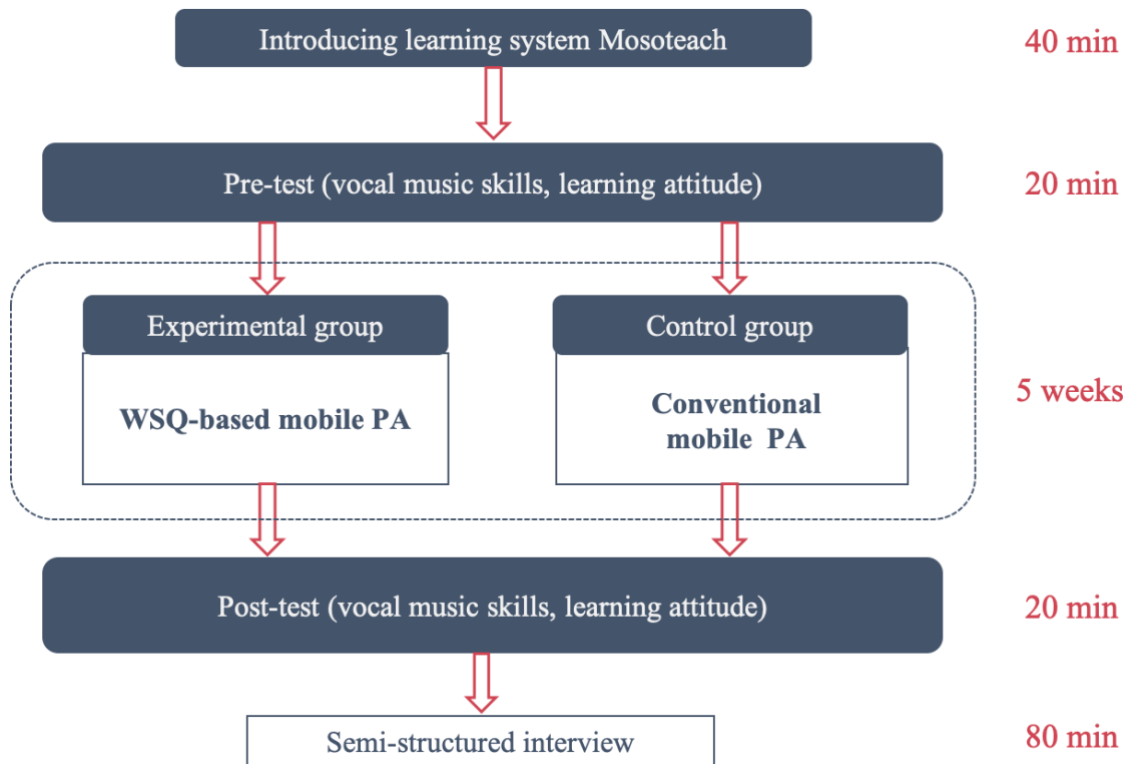 Introducing learning system Mosoteach
40 min
Pre-test (vocal music skills, learning attitude)
20 min
Experimental group
Control group
WSQ-based mobile PA
Conventional
mobile PA
5 weeks
Post-test (vocal music skills, learning attitude)
20 min
Semi-structured interview
80 min